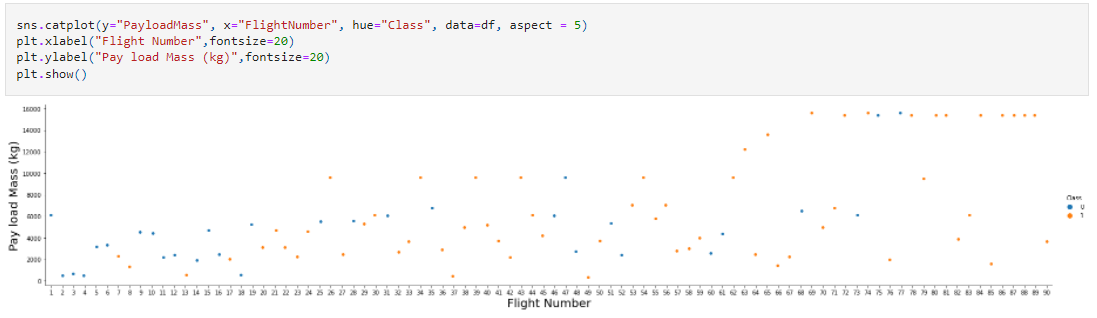 sns.catplot(y="PayloadMass", x="FlightNumber", hue="Class", data=df, aspect = 5)
plt.xlabel("Flight Number",fontsize=20)
plt.ylabel("Pay load Mass (kg)",fontsize=20)
plt.show()
16000
14000
12000
10000
8000
6000
4000
2000
0
Pay load Mass (kg)
Class
0
1
1 2 3 4 5 6 7 8 9 10 11 12 13 14 15 16 17 18 19 20 21 22 23 24 25 26 27 28 29 30 31 32 33 34 35 36 37 38 39 40 41 42 43 44 45 46 47 48 49 50 51 52 53 54 55 56 57 58 59 60 61 62 63 64 65 66 67 68 69 70 71 72 73 74 75 76 77 78 79 80 81 82 83 84 85 86 87 88 89 90
Flight Number